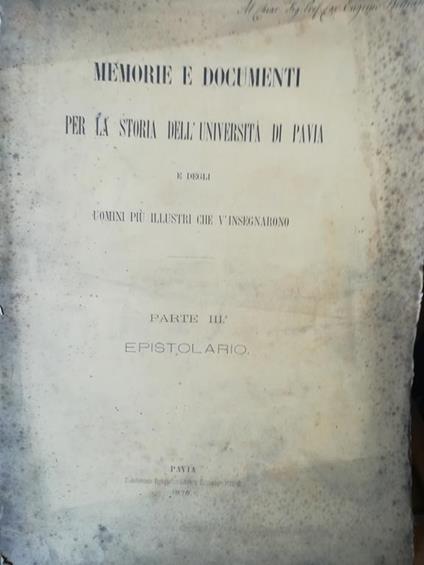 MEMORIE E DOCUMENTI
PER LA STORIA DELL'UNIVERSITÀ DI PAVIA
E DEGLI
UOMINI PIÙ ILLUSTRI CHE V'INSEGNARONO
PARTE III.ª
EPISTOLARIO.
PAVIA